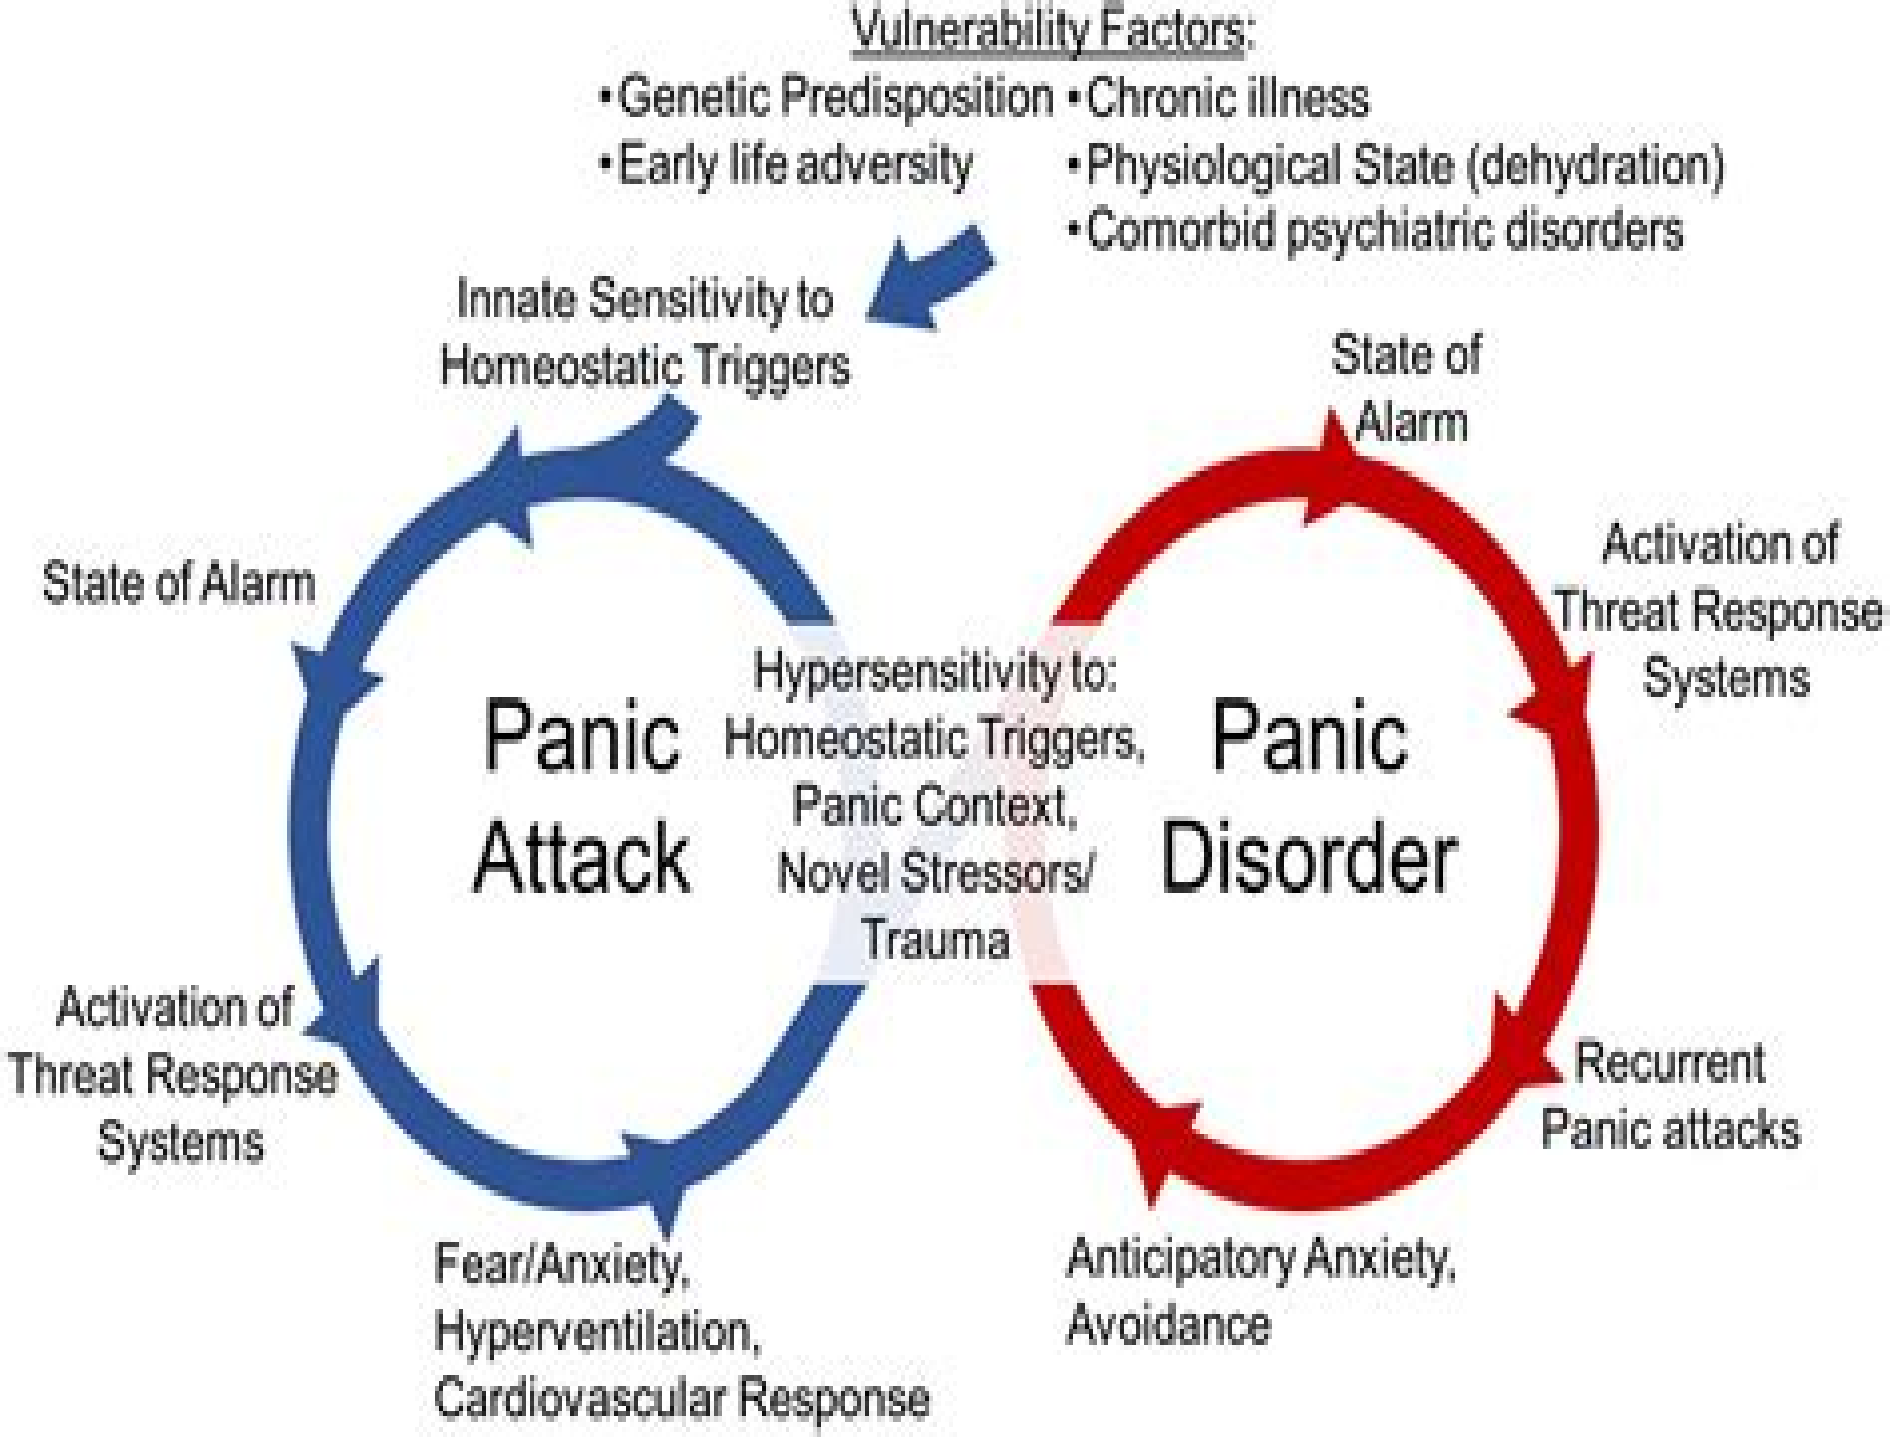 Vulnerability Factors:
•Genetic Predisposition •Chronic illness
•Early life adversity •Physiological State (dehydration)
•Comorbid psychiatric disorders
Innate Sensitivity to
Homeostatic Triggers
State of Alarm
Activation of
Threat Response
Systems
Fear/Anxiety,
Hyperventilation,
Cardiovascular Response
Panic
Attack
Hypersensitivity to:
Homeostatic Triggers,
Panic Context,
Novel Stressors/
Trauma
Panic
Disorder
State of
Alarm
Activation of
Threat Response
Systems
Recurrent
Panic attacks
Anticipatory Anxiety,
Avoidance